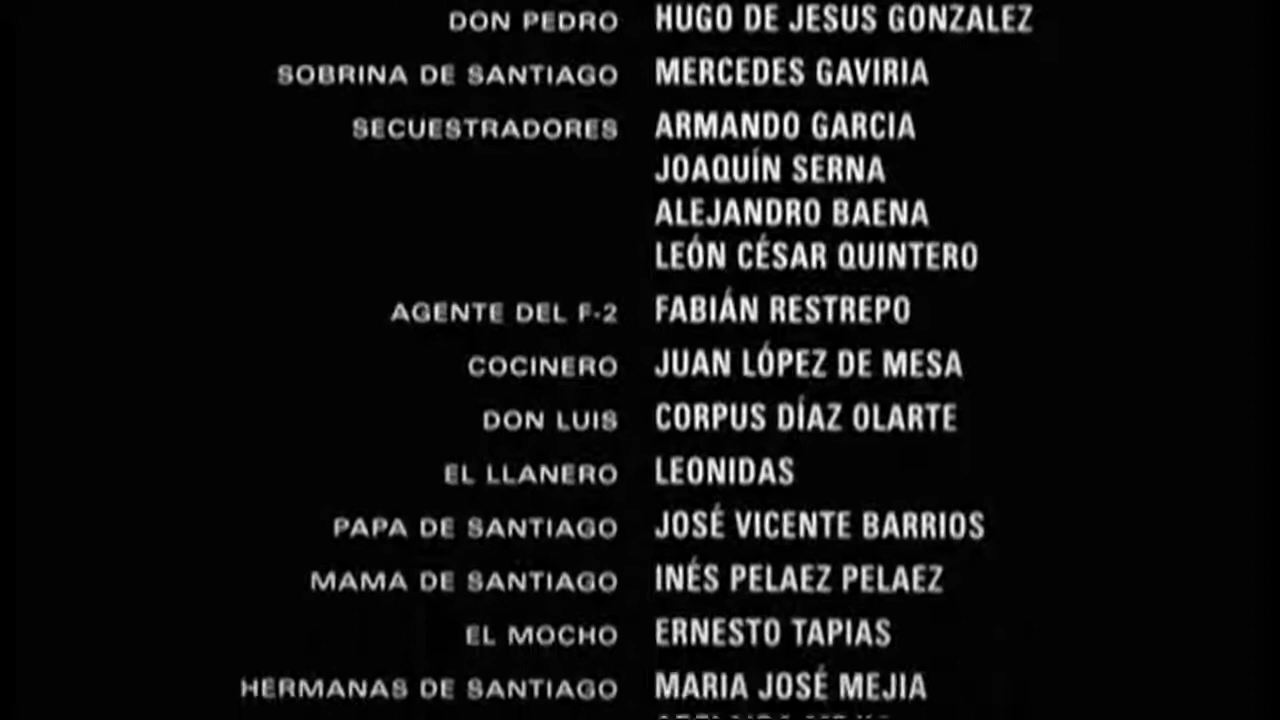 DON PEDRO HUGO DE JESUS GONZALEZ
SOBRINA DE SANTIAGO MERCEDES GAVIRIA
SECUESTRADORES ARMANDO GARCIA
JOAQUÍN SERNA
ALEJANDRO BAENA
LEÓN CÉSAR QUINTERO
AGENTE DEL F-2 FABIÁN RESTREPO
COCINERO JUAN LÓPEZ DE MESA
DON LUIS CORPUS DÍAZ OLARTE
EL LLANERO LEONIDAS
PAPA DE SANTIAGO JOSÉ VICENTE BARRIOS
MAMA DE SANTIAGO INÉS PELAEZ PELAEZ
EL MOCHO ERNESTO TAPIAS
HERMANAS DE SANTIAGO MARIA JOSÉ MEJIA